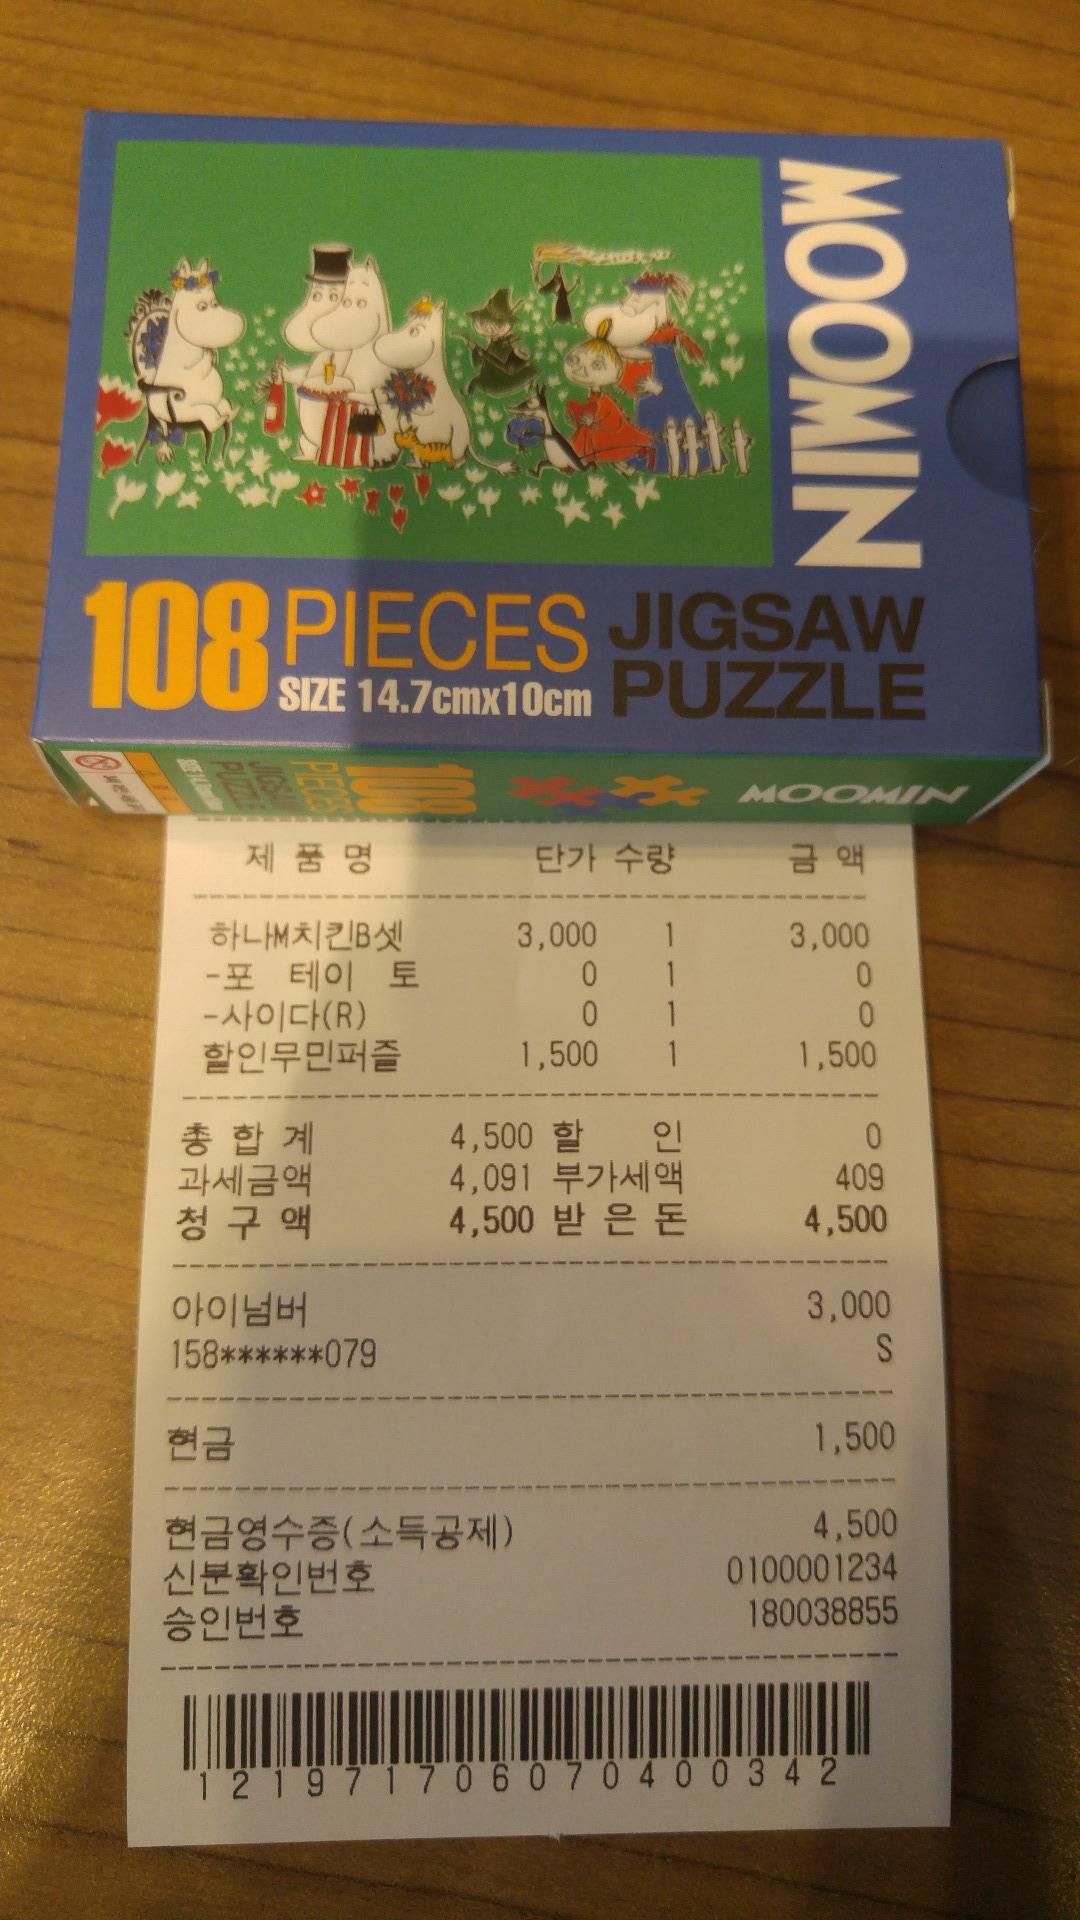 MOOMIN
108 PIECES
SIZE 14.7cmx10cm
JIGSAW
PUZZLE
108
PIECES
JIGSAW
PUZZLE
MOOMIN
제 품 명 단가 수량 금 액
하나M치킨B셋 3,000 1 3,000
-포 테이 토 0 1 0
-사이다(R) 0 1 0
할인무민퍼즐 1,500 1 1,500
총 합 계 4,500 할 인 0
과세금액 4,091 부가세액 409
청 구 액 4,500 받 은 돈 4,500
아이넘버 3,000
158******079 S
현금 1,500
현금영수증(소득공제) 4,500
신분확인번호 0100001234
승인번호 180038855
121971706070400342